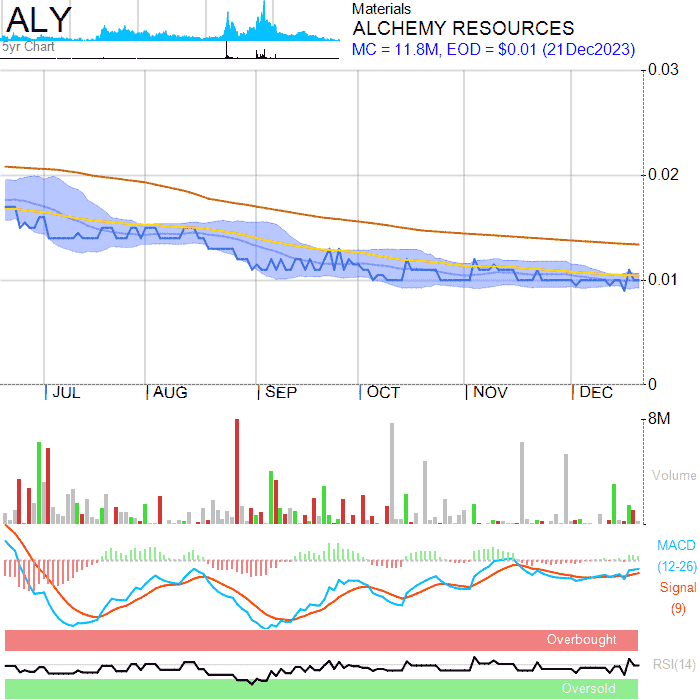 ALY
5yr Chart
Materials
ALCHEMY RESOURCES
MC = 11.8M, EOD = $0.01 (21Dec2023)
0.03
0.02
0.01
0
JUL AUG SEP OCT NOV DEC
8M
Volume
MACD
(12-26)
Signal
(9)
Overbought
RSI(14)
Oversold